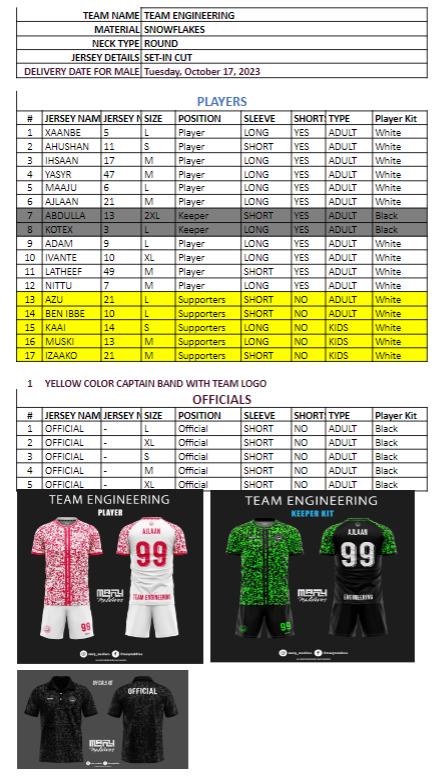 TEAM NAME TEAM ENGINEERING
MATERIAL SNOWFLAKES
NECK TYPE ROUND
JERSEY DETAILS SET-IN CUT
DELIVERY DATE FOR MALE Tuesday, October 17, 2023
PLAYERS
# JERSEY NAM JERSEY N SIZE POSITION SLEEVE SHORT TYPE Player Kit
1 XAANBE 5 L Player LONG YES ADULT White
2 AHUSHAN 11 S Player SHORT YES ADULT White
3 IHSAAN 17 M Player LONG YES ADULT White
4 YASYR 47 M Player LONG YES ADULT White
5 MAAJU 6 L Player LONG YES ADULT White
6 AJLAAN 21 M Player LONG YES ADULT White
7 ABDULLA 13 2XL Keeper SHORT YES ADULT Black
8 KOTEX 3 L Keeper LONG YES ADULT Black
9 ADAM 9 L Player LONG YES ADULT White
10 IVANTE 10 XL Player LONG YES ADULT White
11 LATHEEF 49 M Player SHORT YES ADULT White
12 NITTU 7 M Player LONG YES ADULT White
13 AZU 21 L Supporters SHORT NO ADULT White
14 BEN IBBE 10 L Supporters SHORT NO ADULT White
15 KAAI 14 S Supporters LONG NO KIDS White
16 MUSKI 13 M Supporters LONG NO KIDS White
17 IZAAKO 21 M Supporters SHORT NO KIDS White
1 YELLOW COLOR CAPTAIN BAND WITH TEAM LOGO
OFFICIALS
# JERSEY NAM JERSEY N SIZE POSITION SLEEVE SHORT TYPE Player Kit
1 OFFICIAL - L Official SHORT NO ADULT Black
2 OFFICIAL - XL Official SHORT NO ADULT Black
3 OFFICIAL - S Official SHORT NO ADULT Black
4 OFFICIAL - M Official SHORT NO ADULT Black
5 OFFICIAL - XL Official SHORT NO ADULT Black
TEAM ENGINEERING
PLAYER
AJLAAN
99
TEAM ENGINEERING
99
TEAM ENGINEERING
KEEPER KIT
AJLAAN
99
ENGINEERING
99
OFFICIAL